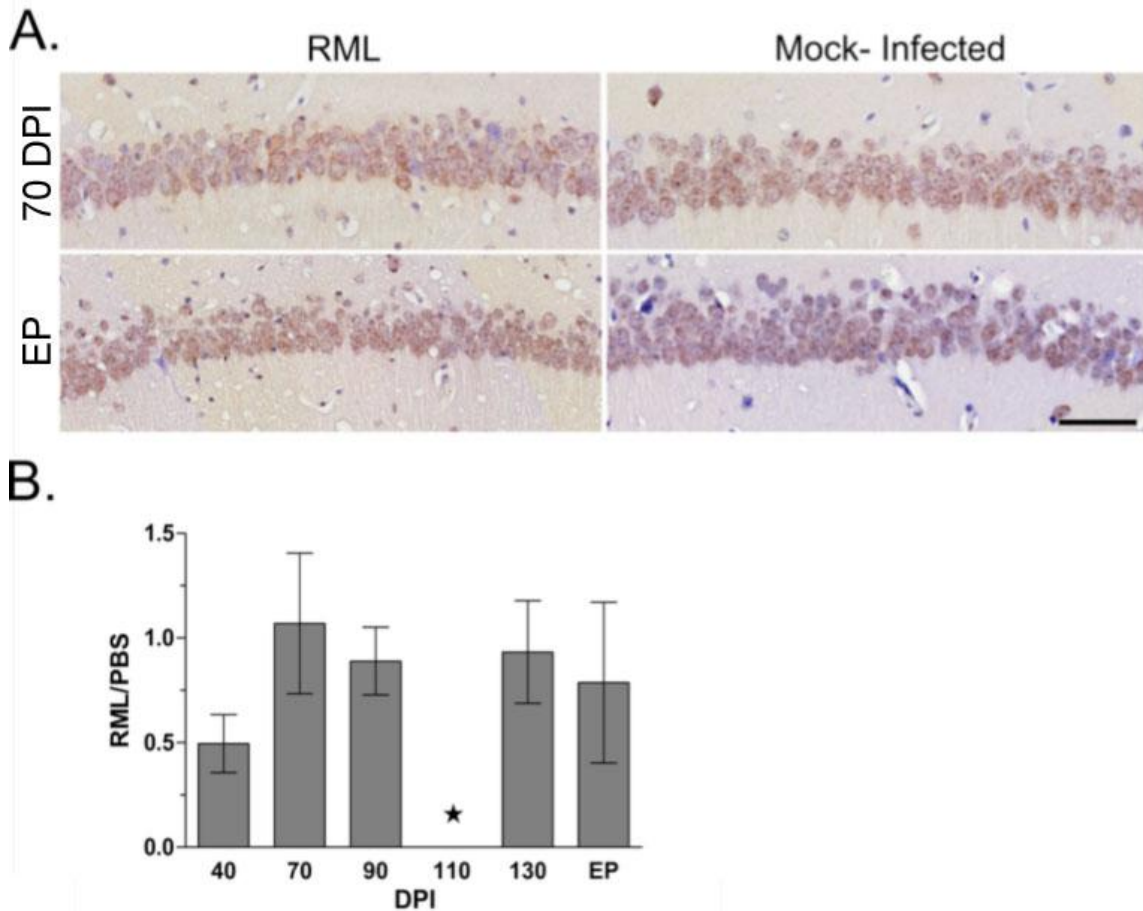 A.
RML
Mock- Infected
70 DPI
EP
B.
1.5
1.0
0.5
0.0
RML/PBS
★
40 70 90 110 130 EP
DPI